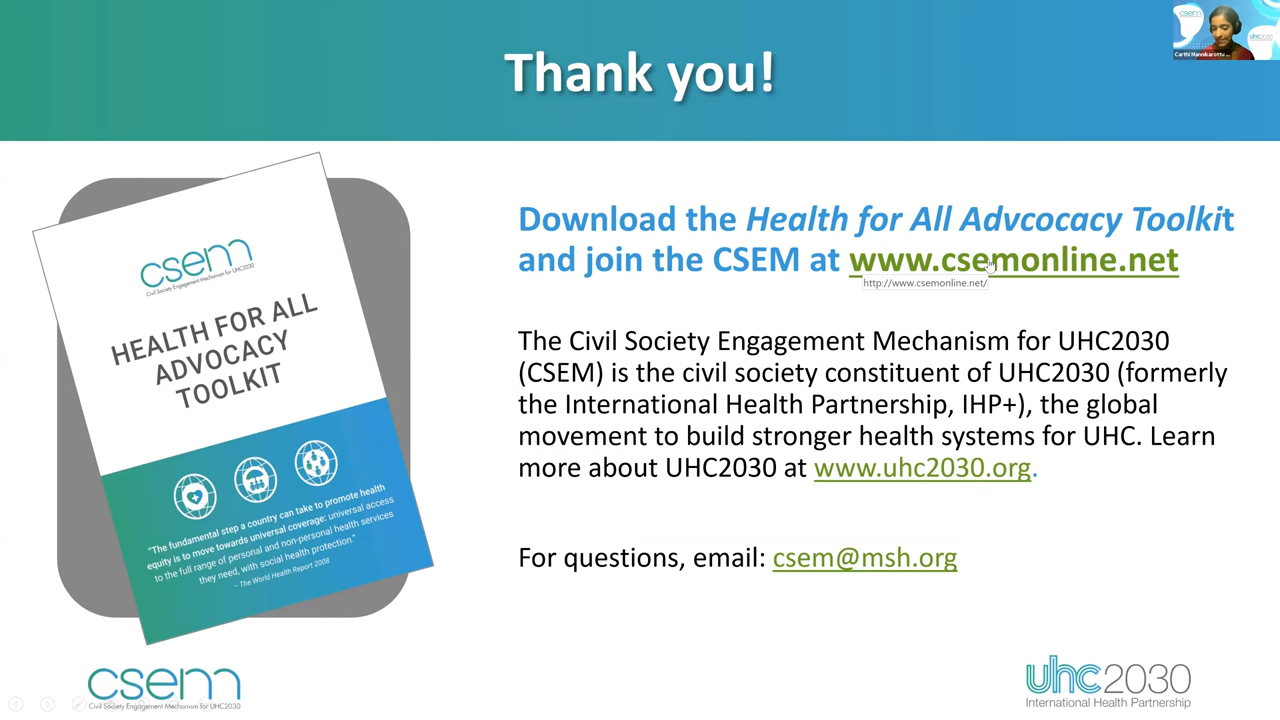 csem
uhc2030
Carthi Mannikarottu ...
Thank you!
csem
Civil Society Engagement Mechanism for UHC2030
HEALTH FOR ALL
ADVOCACY
TOOLKIT
"The fundamental step a country can take to promote health
equity is to move towards universal coverage: universal access
to the full range of personal and non-personal health services
they need, with social health protection."
~ The World Health Report 2008
Download the Health for All Advcocacy Toolkit
and join the CSEM at www.csemonline.net
http://www.csemonline.net/
The Civil Society Engagement Mechanism for UHC2030
(CSEM) is the civil society constituent of UHC2030 (formerly
the International Health Partnership, IHP+), the global
movement to build stronger health systems for UHC. Learn
more about UHC2030 at www.uhc2030.org.
For questions, email: csem@msh.org
csem
Civil Society Engagement Mechanism for UHC2030
uhc2030
International Health Partnership